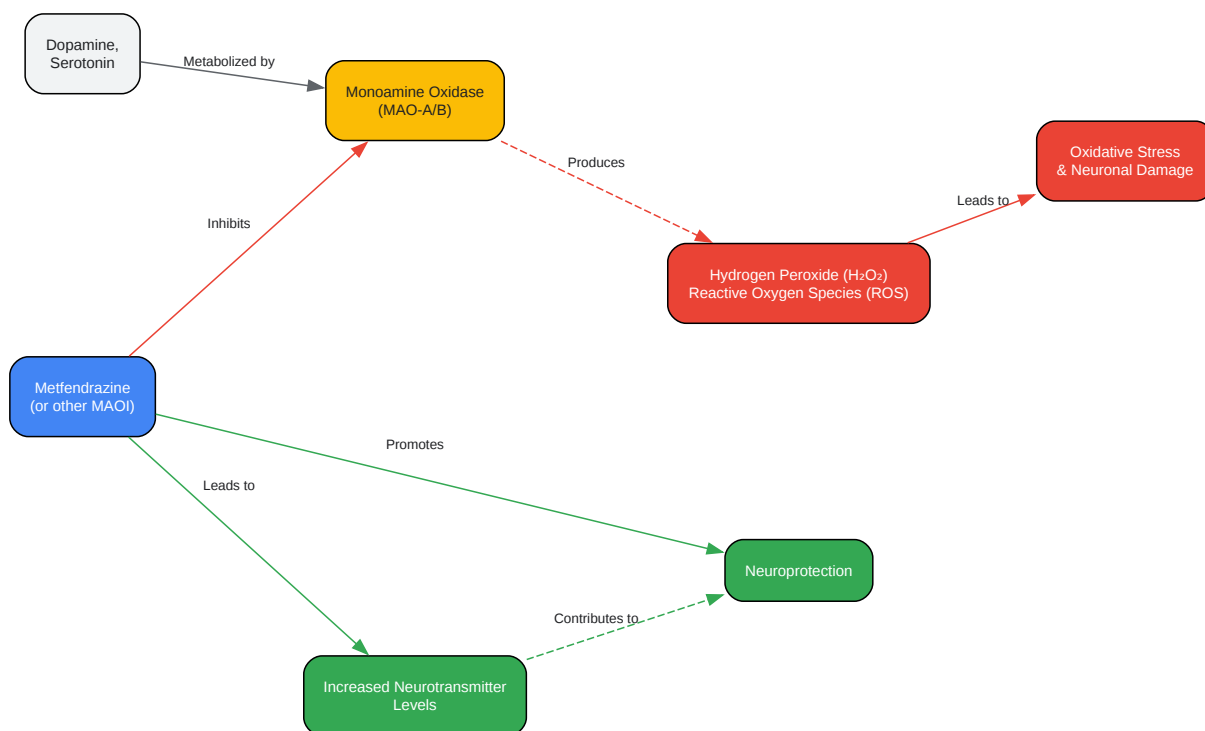 Dopamine,
Serotonin
Metabolized by
Monoamine Oxidase
(MAO-A/B)
Produces
Oxidative Stress
& Neuronal Damage
Leads to
Inhibits
Hydrogen Peroxide (H₂O₂)
Reactive Oxygen Species (ROS)
Metfendrazine
(or other MAOI)
Promotes
Leads to
Neuroprotection
Contributes to
Increased Neurotransmitter
Levels